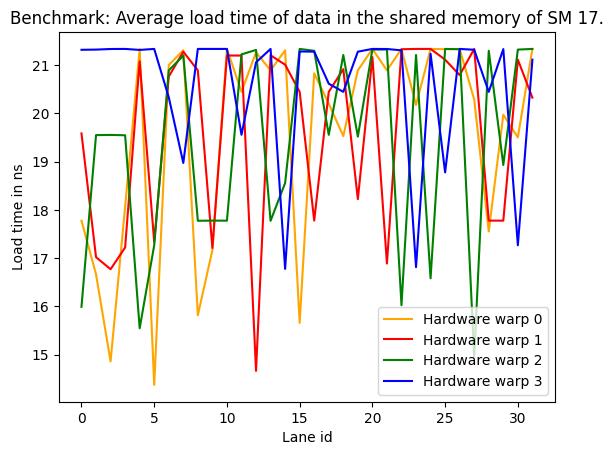 Benchmark: Average load time of data in the shared memory of SM 17.
Load time in ns
21
20
19
18
17
16
15
0
5
10
15
20
25
30
Lane id
Hardware warp 0
Hardware warp 1
Hardware warp 2
Hardware warp 3